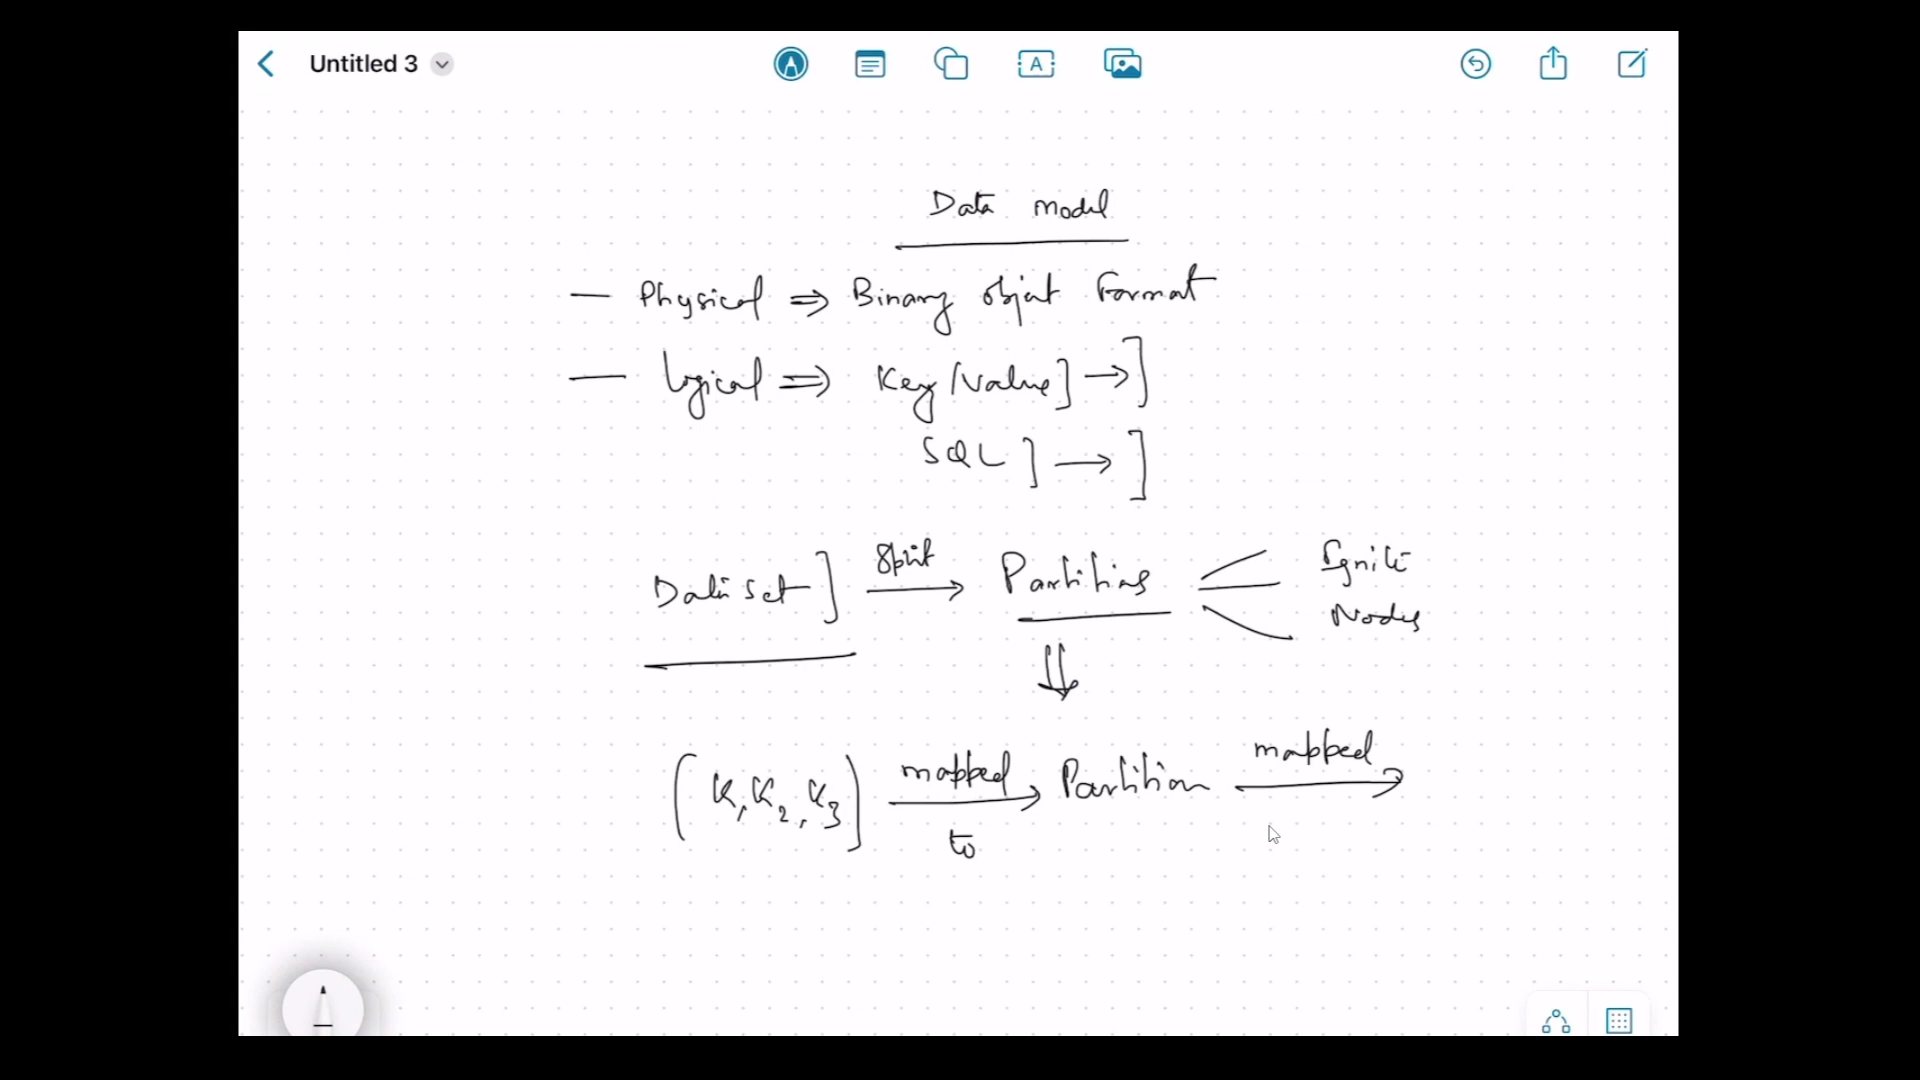 Untitled 3
Data model
— Physical ⇒ Binary object Format
— Logical ⇒ Key/Value] →]
SQL] →]
Data set] split → Partitions Ignite Nodes
⇓
(K1, K2, K3] mapped to → Partition mapped →